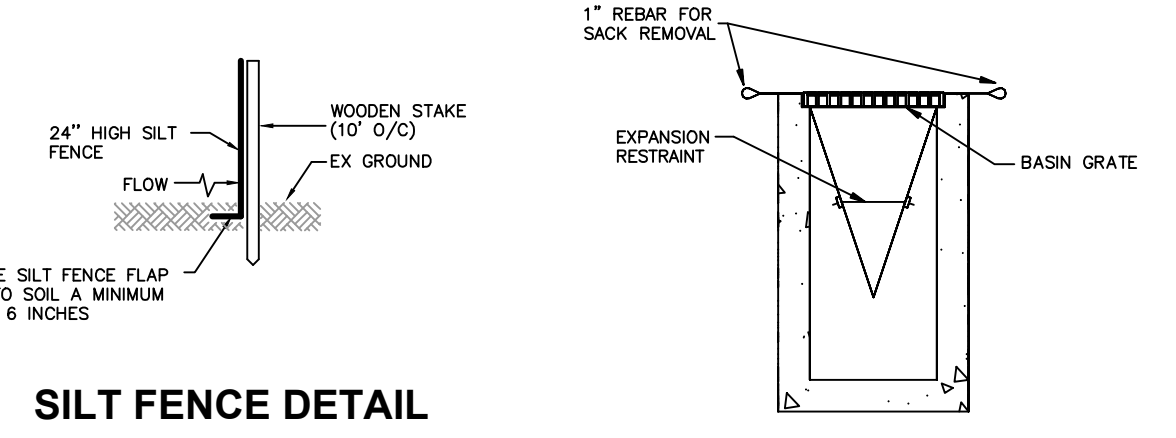 24" HIGH SILT
FENCE
FLOW
WOODEN STAKE
(10' O/C)
EX GROUND
SILT FENCE FLAP
SOIL A MINIMUM
6 INCHES
SILT FENCE DETAIL
1" REBAR FOR
SACK REMOVAL
EXPANSION
RESTRAINT
BASIN GRATE